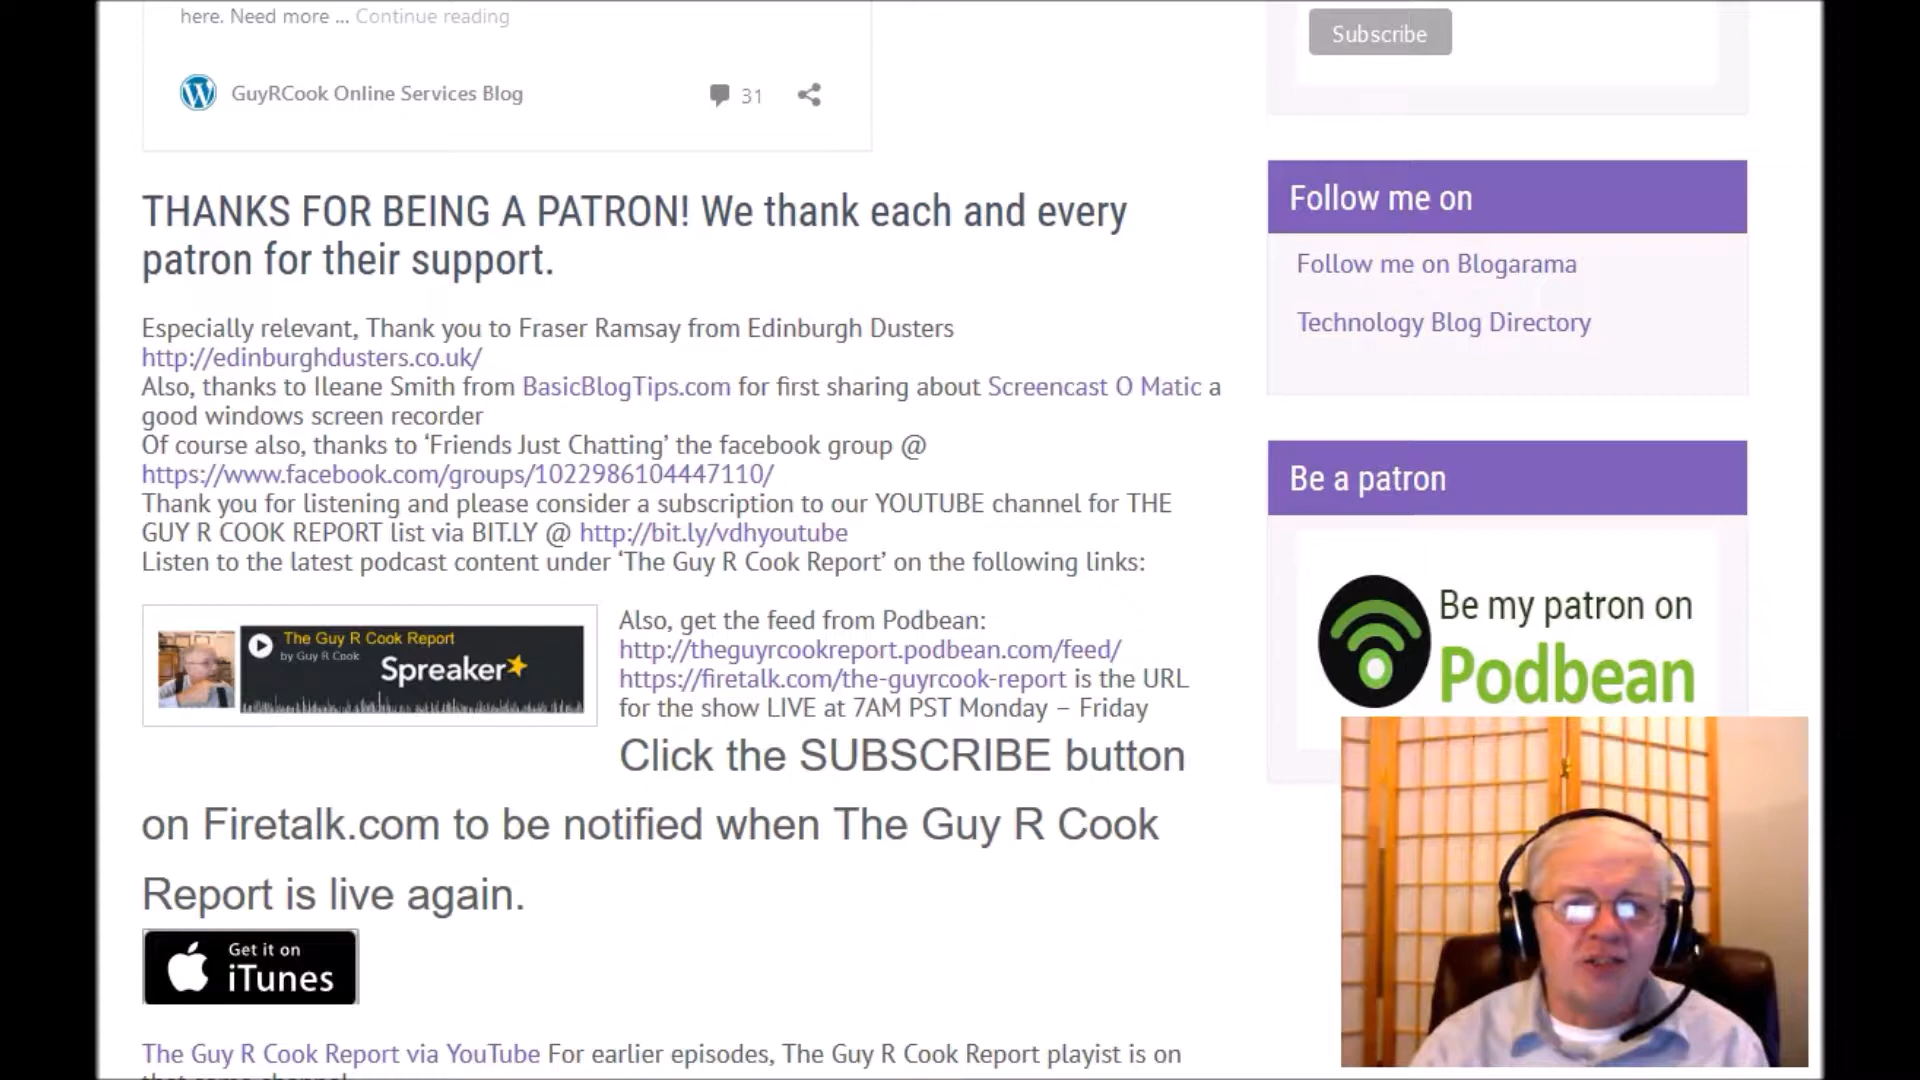 here. Need more ... Continue reading
GuyRCook Online Services Blog
31
THANKS FOR BEING A PATRON! We thank each and every
patron for their support.
Especially relevant, Thank you to Fraser Ramsay from Edinburgh Dusters
http://edinburghdusters.co.uk/
Also, thanks to Ileane Smith from BasicBlogTips.com for first sharing about Screencast O Matic a
good windows screen recorder
Of course also, thanks to ‘Friends Just Chatting’ the facebook group @
https://www.facebook.com/groups/1022986104447110/
Thank you for listening and please consider a subscription to our YOUTUBE channel for THE
GUY R COOK REPORT list via BIT.LY @ http://bit.ly/vdhyoutube
Listen to the latest podcast content under ‘The Guy R Cook Report’ on the following links:
The Guy R Cook Report
by Guy R Cook
Spreaker
Also, get the feed from Podbean:
http://theguyrcookreport.podbean.com/feed/
https://firetalk.com/the-guyrcook-report is the URL
for the show LIVE at 7AM PST Monday – Friday
Click the SUBSCRIBE button
on Firetalk.com to be notified when The Guy R Cook
Report is live again.
Get it on
iTunes
The Guy R Cook Report via YouTube For earlier episodes, The Guy R Cook Report playist is on
Subscribe
Follow me on
Follow me on Blogarama
Technology Blog Directory
Be a patron
Be my patron on
Podbean